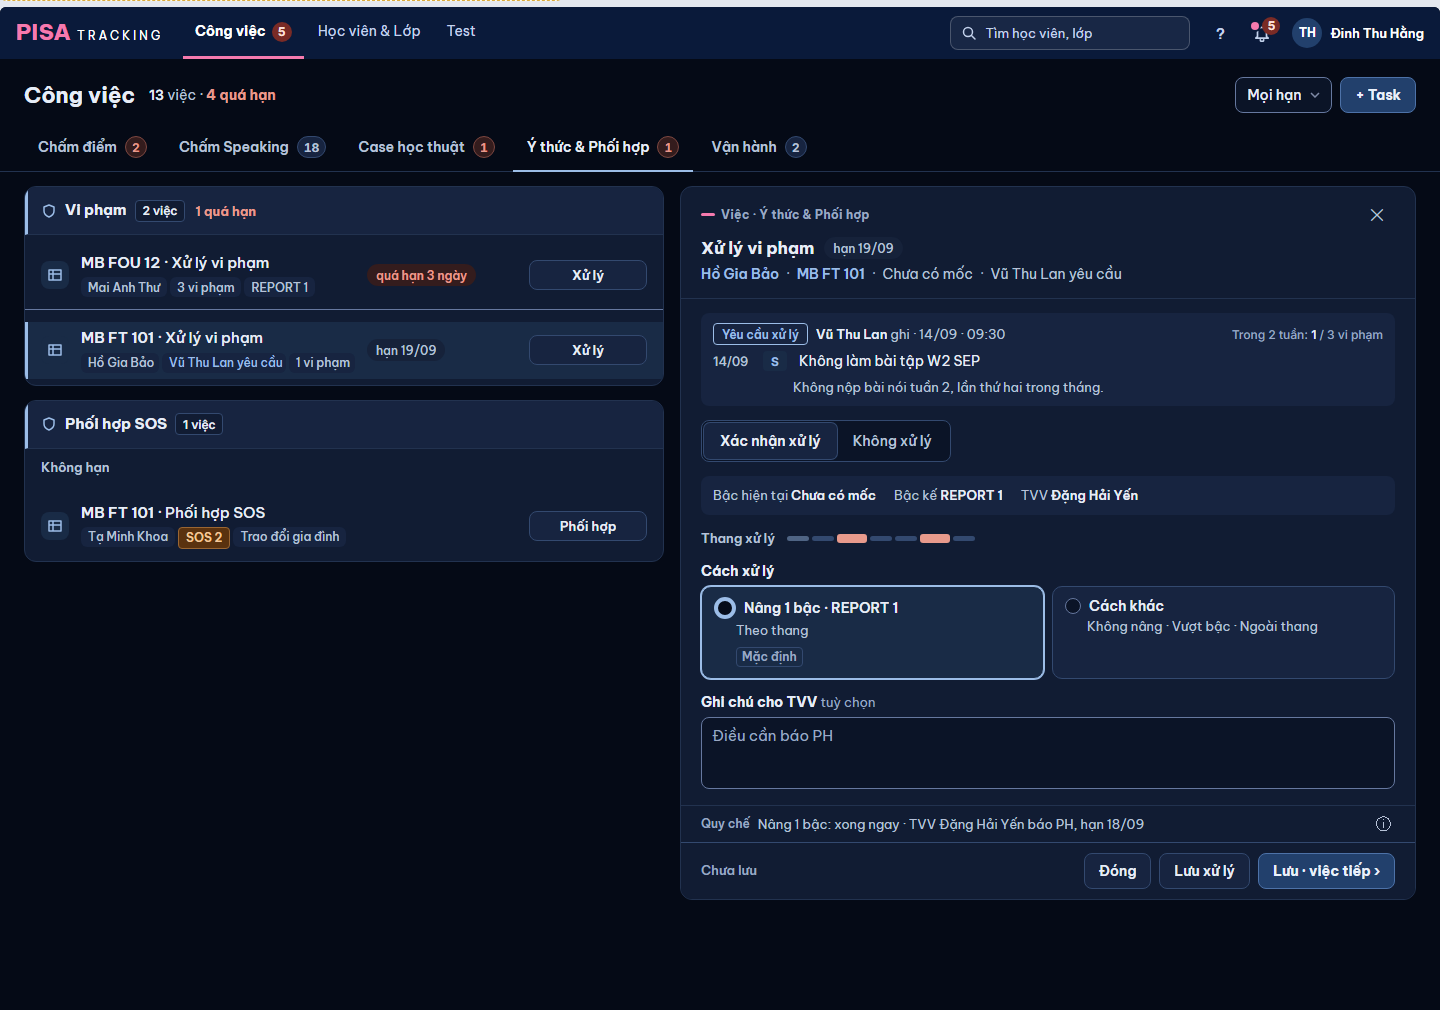 PISA TRACKING Công việc 5 Học viên & Lớp Test Tìm học viên, lớp ? 5 TH Đinh Thu Hằng
Công việc 13 việc · 4 quá hạn Mọi hạn + Task
Chấm điểm 2 Chấm Speaking 18 Case học thuật 1 Ý thức & Phối hợp 1 Vận hành 2
Vi phạm 2 việc 1 quá hạn
MB FOU 12 · Xử lý vi phạm
Mai Anh Thư 3 vi phạm REPORT 1
quá hạn 3 ngày
Xử lý
MB FT 101 · Xử lý vi phạm
Hồ Gia Bảo Vũ Thu Lan yêu cầu 1 vi phạm
hạn 19/09
Xử lý
Phối hợp SOS 1 việc
Không hạn
MB FT 101 · Phối hợp SOS
Tạ Minh Khoa SOS 2 Trao đổi gia đình
Phối hợp
Việc · Ý thức & Phối hợp
Xử lý vi phạm hạn 19/09
Hồ Gia Bảo · MB FT 101 · Chưa có mốc · Vũ Thu Lan yêu cầu
Yêu cầu xử lý Vũ Thu Lan ghi · 14/09 · 09:30 Trong 2 tuần: 1 / 3 vi phạm
14/09 S Không làm bài tập W2 SEP
Không nộp bài nói tuần 2, lần thứ hai trong tháng.
Xác nhận xử lý Không xử lý
Bậc hiện tại Chưa có mốc Bậc kế REPORT 1 TVV Đặng Hải Yến
Thang xử lý
Cách xử lý
Nâng 1 bậc · REPORT 1
Theo thang
Mặc định
Cách khác
Không nâng · Vượt bậc · Ngoài thang
Ghi chú cho TVV tuỳ chọn
Điều cần báo PH
Quy chế Nâng 1 bậc: xong ngay · TVV Đặng Hải Yến báo PH, hạn 18/09
Chưa lưu Đóng Lưu xử lý Lưu · việc tiếp ›